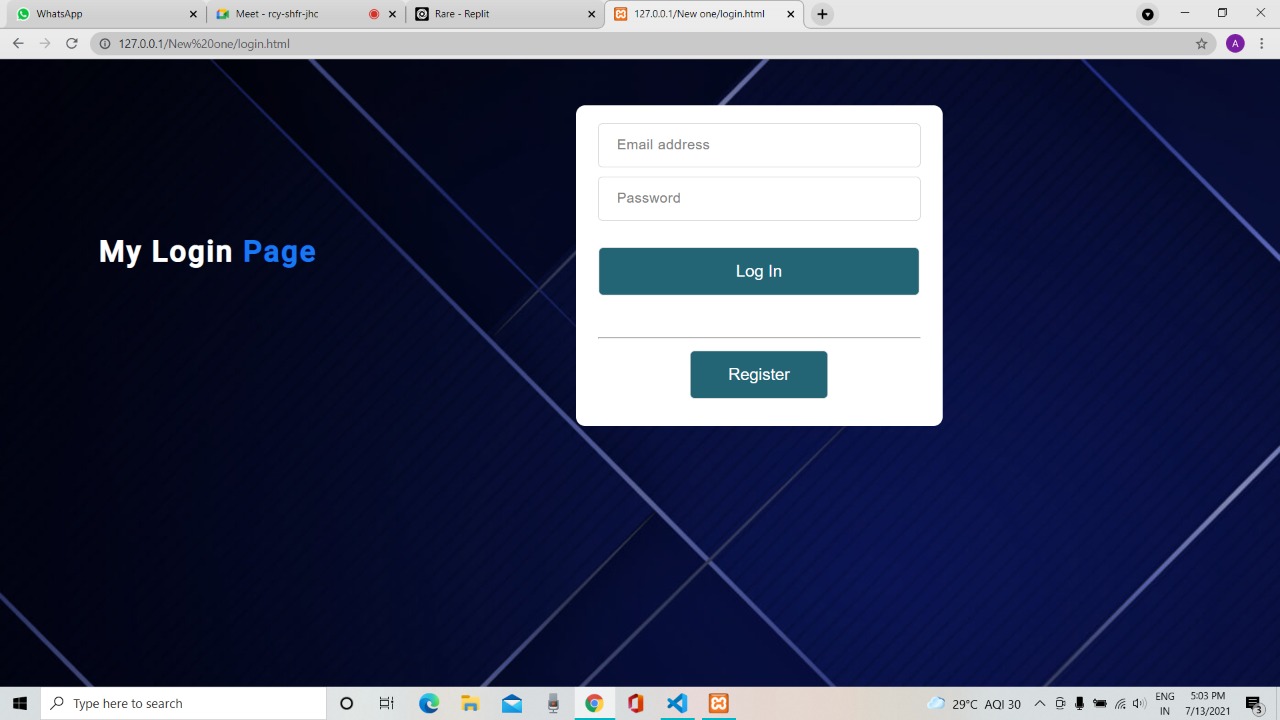 WhatsApp
Meet - rcy-shfr-jhc
Rare - Replit
127.0.0.1/New one/login.html
127.0.0.1/New%20one/login.html
A
Email address
Password
My Login Page
Log In
Register
Type here to search
29°C AQI 30
ENG
IN
5:03 PM
7/13/2021
3